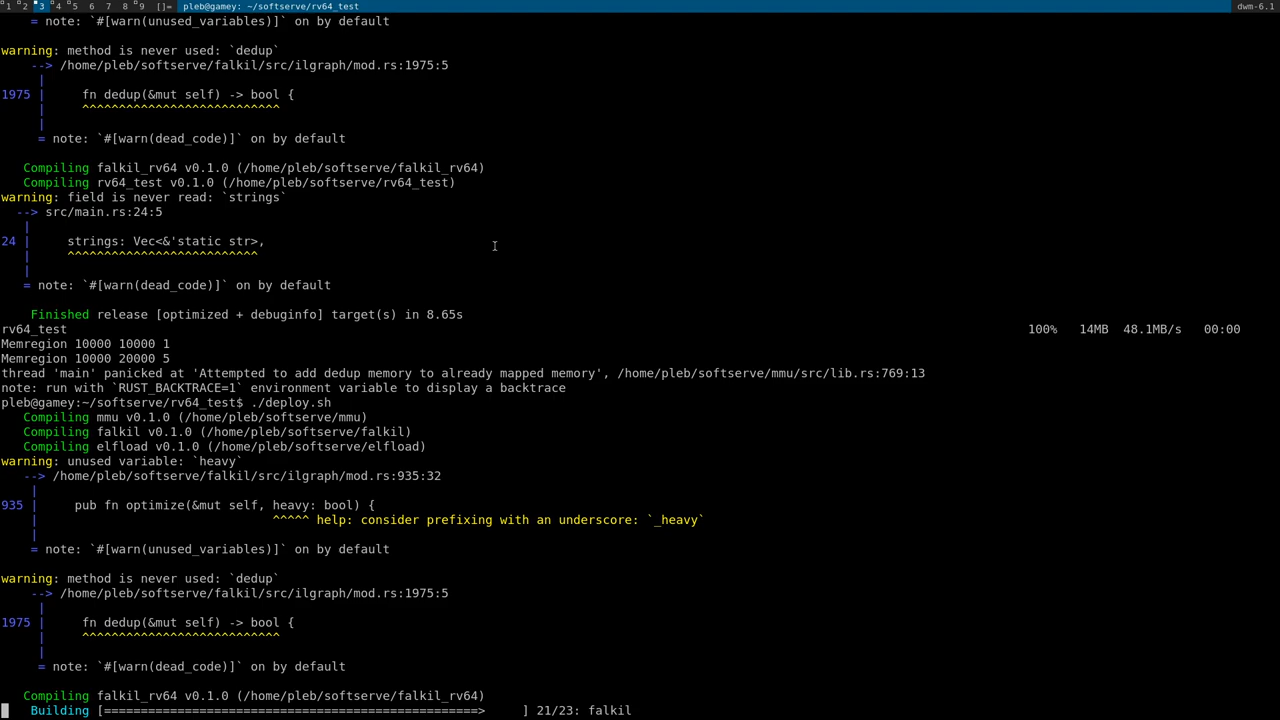 1 2 3 4 5 6 7 8 9 []= pleb@gamey: ~/softserve/rv64_test dwm-6.1
= note: `#[warn(unused_variables)]` on by default
warning: method is never used: `dedup`
--> /home/pleb/softserve/falkil/src/ilgraph/mod.rs:1975:5
|
1975 | fn dedup(&mut self) -> bool {
| ^^^^^^^^^^^^^^^^^^^^^^^^^^^
|
= note: `#[warn(dead_code)]` on by default
Compiling falkil_rv64 v0.1.0 (/home/pleb/softserve/falkil_rv64)
Compiling rv64_test v0.1.0 (/home/pleb/softserve/rv64_test)
warning: field is never read: `strings`
--> src/main.rs:24:5
|
24 | strings: Vec<&'static str>,
| ^^^^^^^^^^^^^^^^^^^^^^^^^^
|
= note: `#[warn(dead_code)]` on by default
Finished release [optimized + debuginfo] target(s) in 8.65s
rv64_test 100% 14MB 48.1MB/s 00:00
Memregion 10000 10000 1
Memregion 10000 20000 5
thread 'main' panicked at 'Attempted to add dedup memory to already mapped memory', /home/pleb/softserve/mmu/src/lib.rs:769:13
note: run with `RUST_BACKTRACE=1` environment variable to display a backtrace
pleb@gamey:~/softserve/rv64_test$ ./deploy.sh
Compiling mmu v0.1.0 (/home/pleb/softserve/mmu)
Compiling falkil v0.1.0 (/home/pleb/softserve/falkil)
Compiling elfload v0.1.0 (/home/pleb/softserve/elfload)
warning: unused variable: `heavy`
--> /home/pleb/softserve/falkil/src/ilgraph/mod.rs:935:32
|
935 | pub fn optimize(&mut self, heavy: bool) {
| ^^^^^ help: consider prefixing with an underscore: `_heavy`
|
= note: `#[warn(unused_variables)]` on by default
warning: method is never used: `dedup`
--> /home/pleb/softserve/falkil/src/ilgraph/mod.rs:1975:5
|
1975 | fn dedup(&mut self) -> bool {
| ^^^^^^^^^^^^^^^^^^^^^^^^^^^
|
= note: `#[warn(dead_code)]` on by default
Compiling falkil_rv64 v0.1.0 (/home/pleb/softserve/falkil_rv64)
Building [===================================================> ] 21/23: falkil